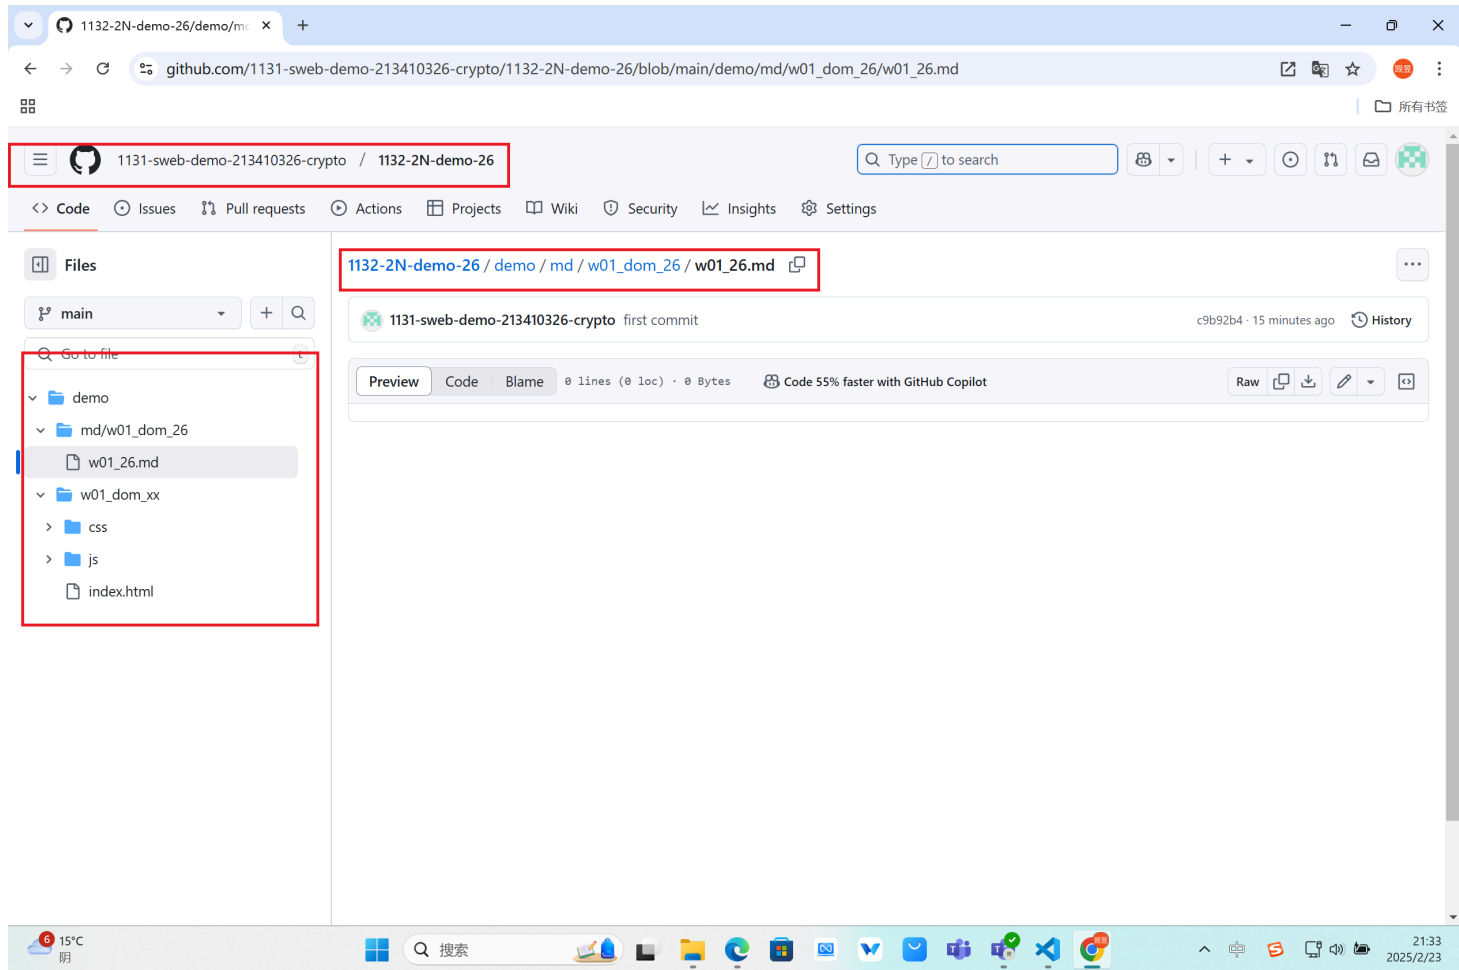 1132-2N-demo-26/demo/mc
github.com/1131-sweb-demo-213410326-crypto/1132-2N-demo-26/blob/main/demo/md/w01_dom_26/w01_26.md
所有书签
1131-sweb-demo-213410326-crypto / 1132-2N-demo-26
Type / to search
Code Issues Pull requests Actions Projects Wiki Security Insights Settings
Files
1132-2N-demo-26 / demo / md / w01_dom_26 / w01_26.md
main
1131-sweb-demo-213410326-crypto first commit
c9b92b4 · 15 minutes ago History
Go to file t
Preview Code Blame 0 lines (0 loc) · 0 Bytes Code 55% faster with GitHub Copilot Raw
demo
md/w01_dom_26
w01_26.md
w01_dom_xx
css
js
index.html
6
15°C
阴
搜索
中
21:33
2025/2/23